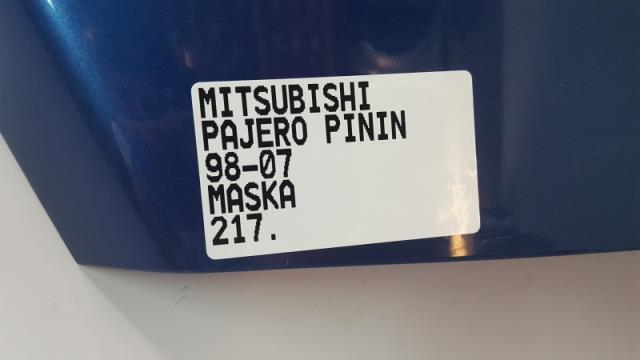 MITSUBISHI
PAJERO PININ
98-07
MASKA
217.